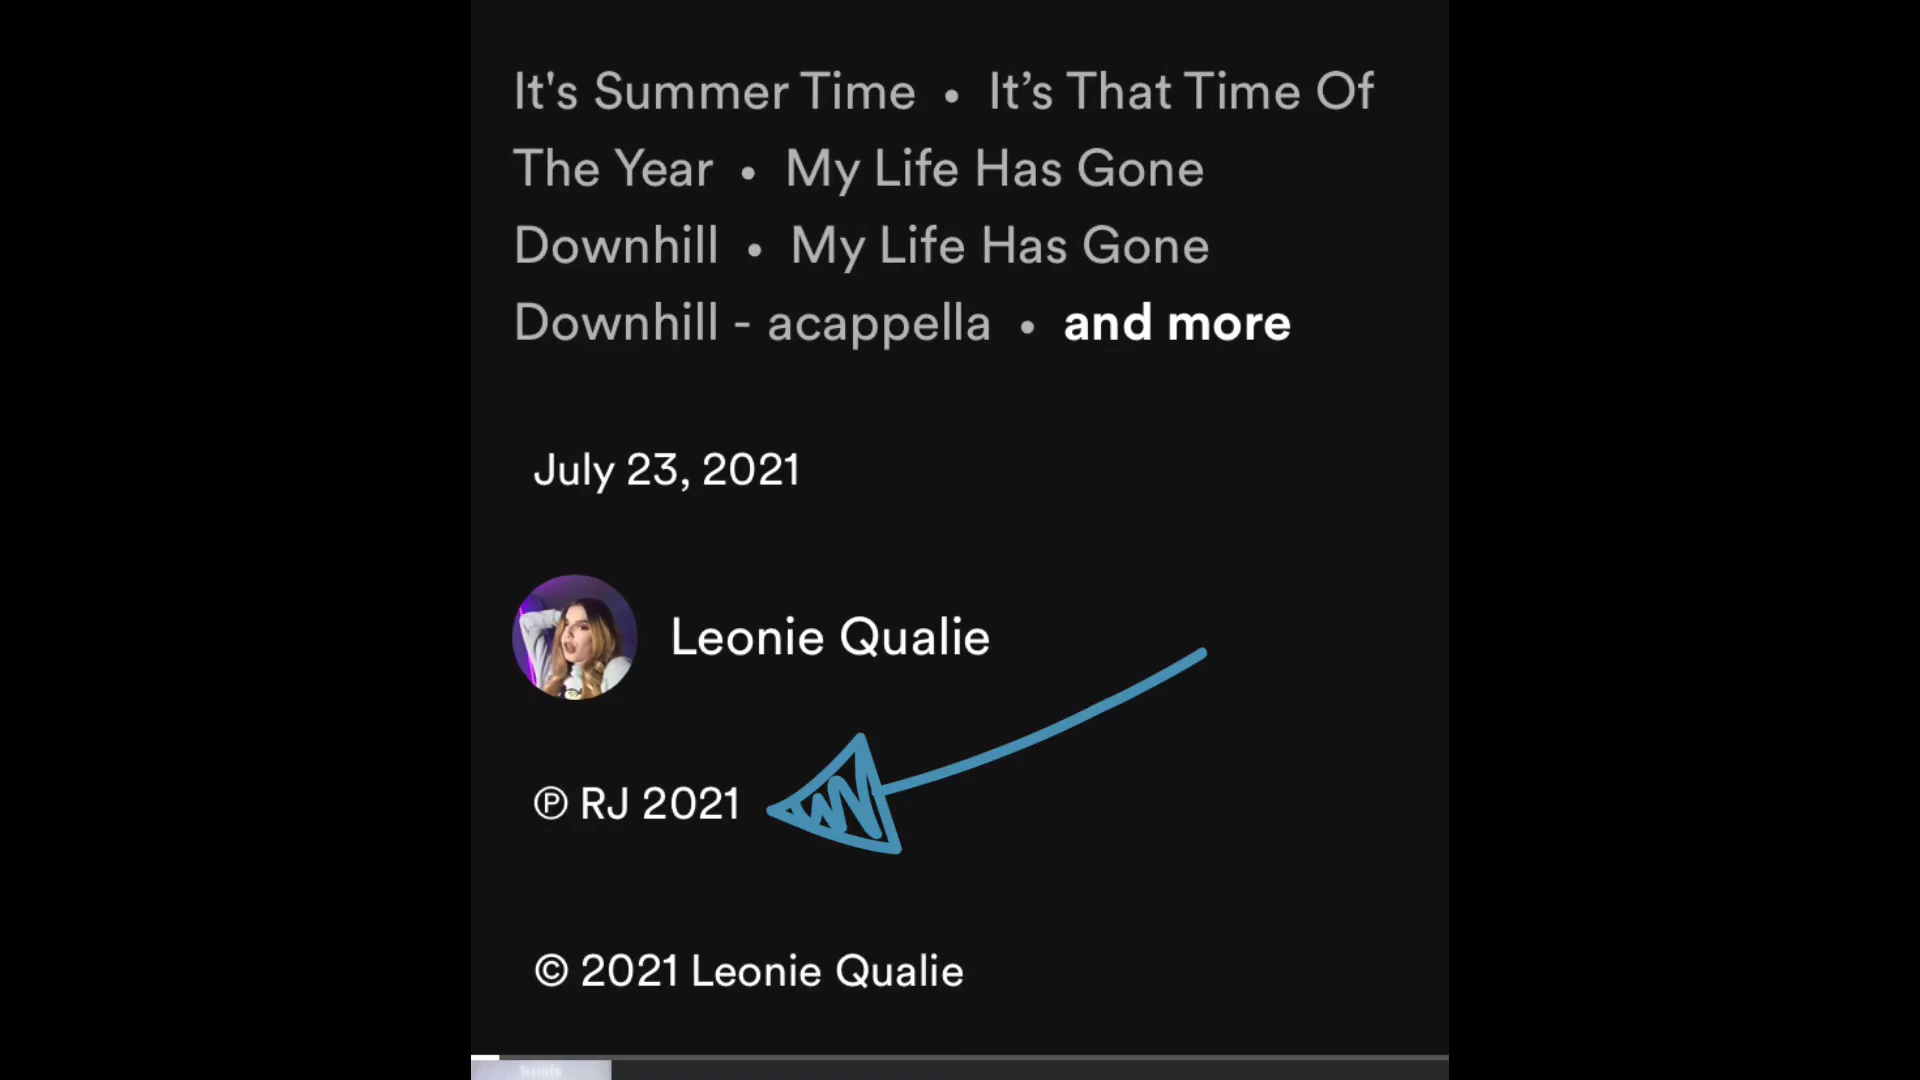 It's Summer Time • It’s That Time Of
The Year • My Life Has Gone
Downhill • My Life Has Gone
Downhill - acappella • and more
July 23, 2021
Leonie Qualie
℗ RJ 2021
© 2021 Leonie Qualie